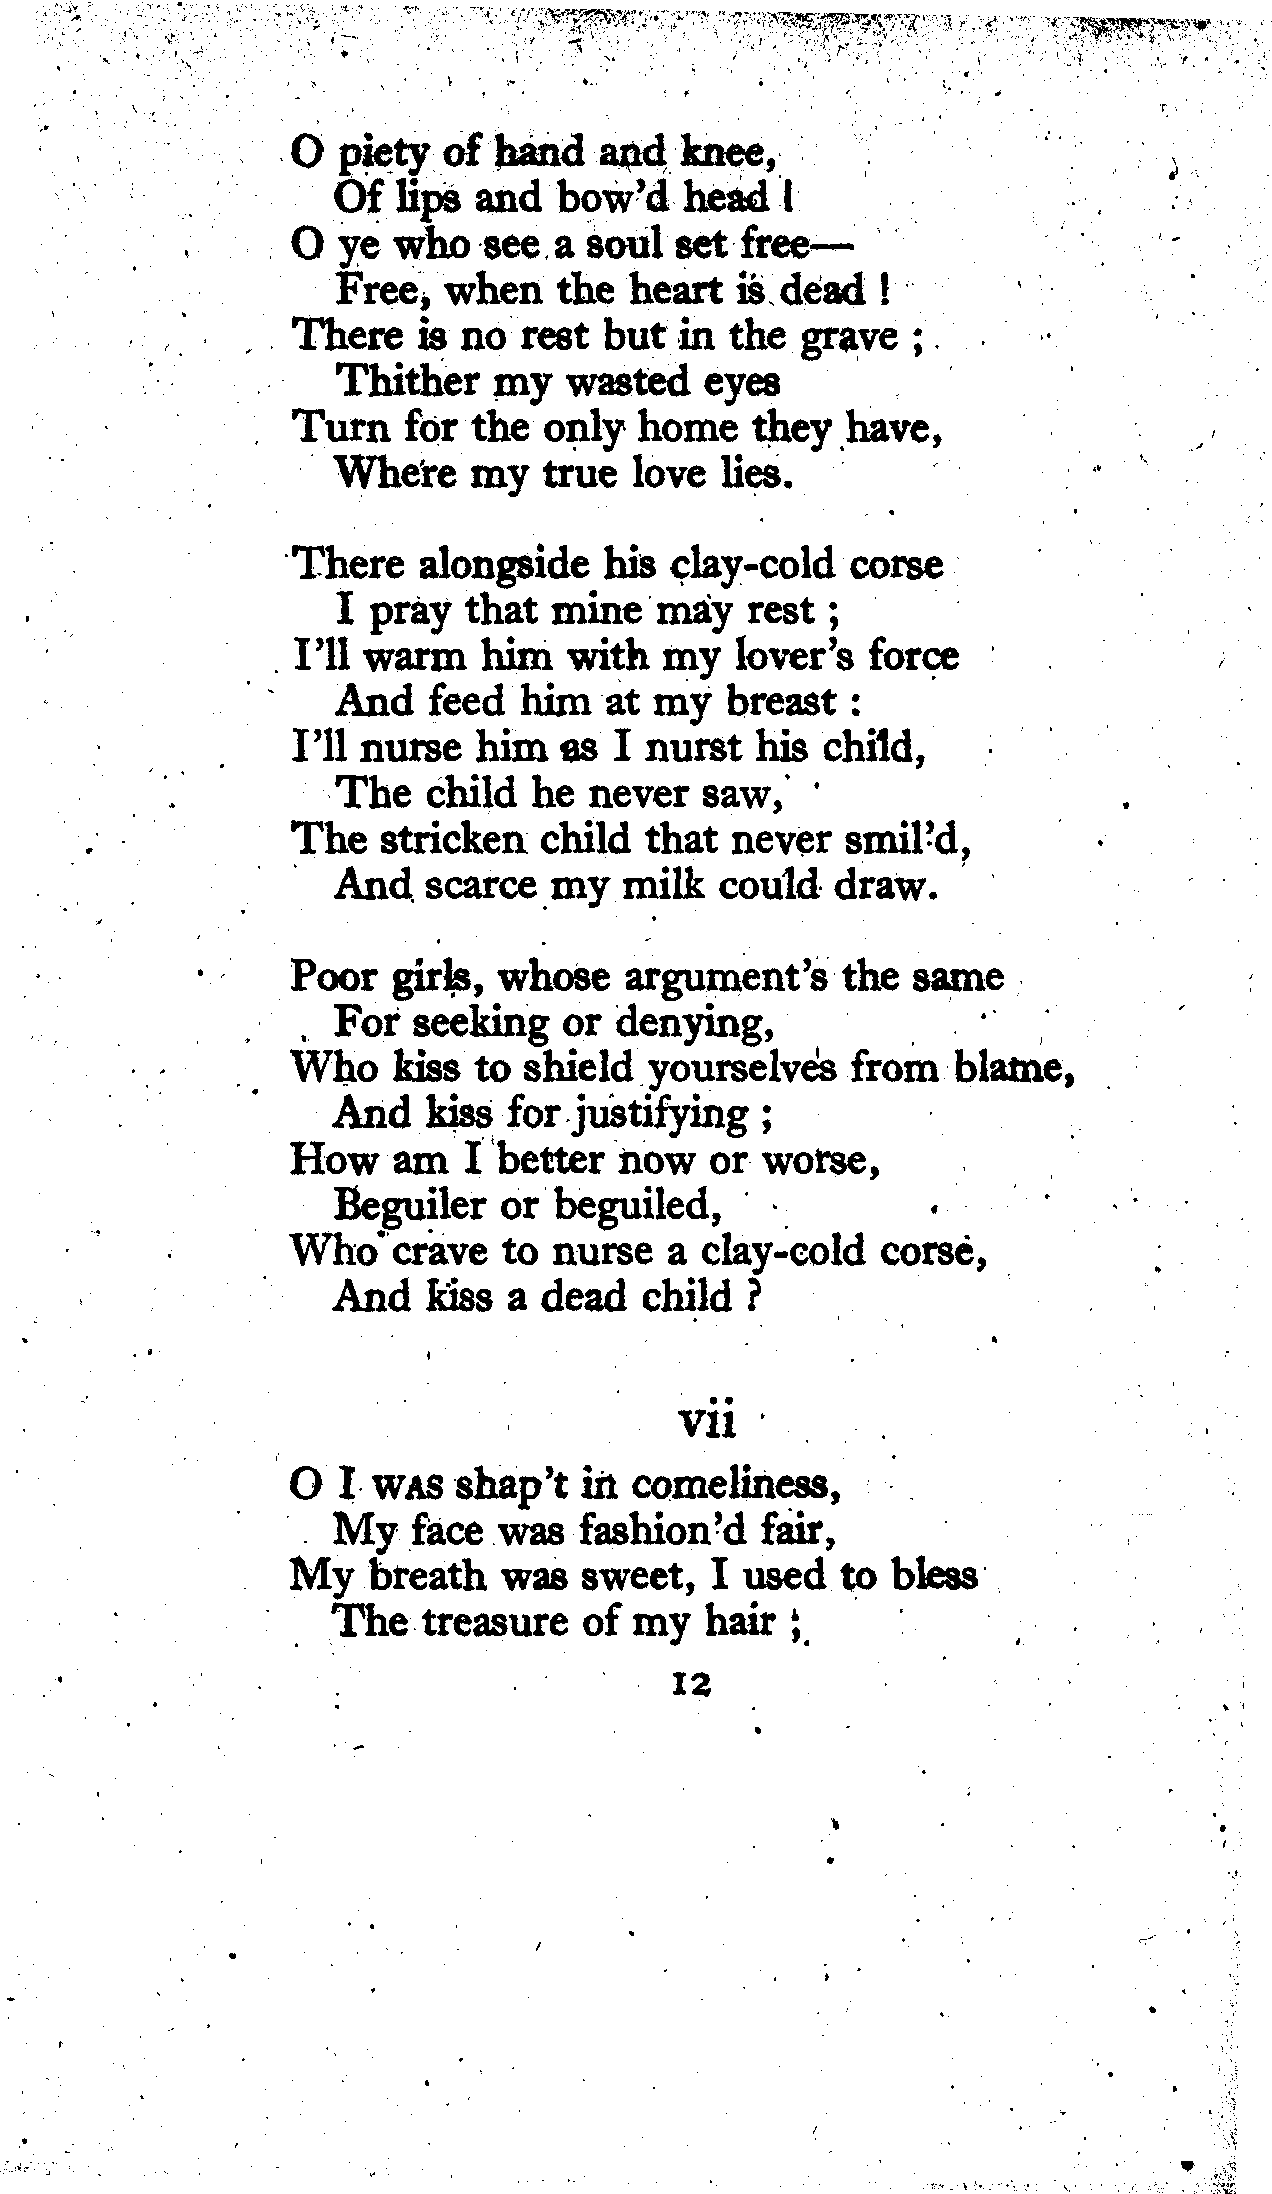 O piety of hand and knee,
Of lips and bow'd head !
O ye who see a soul set free—
Free, when the heart is dead !
There is no rest but in the grave ;
Thither my wasted eyes
Turn for the only home they have,
Where my true love lies.
There alongside his clay-cold corse
I pray that mine may rest ;
I'll warm him with my lover's force
And feed him at my breast :
I'll nurse him as I nurst his child,
The child he never saw,
The stricken child that never smil'd,
And scarce my milk could draw.
Poor girls, whose argument's the same
For seeking or denying,
Who kiss to shield yourselves from blame,
And kiss for justifying ;
How am I better now or worse,
Beguiler or beguiled,
Who crave to nurse a clay-cold corse,
And kiss a dead child ?
vii
O I WAS shap't in comeliness,
My face was fashion'd fair,
My breath was sweet, I used to bless
The treasure of my hair ;
12